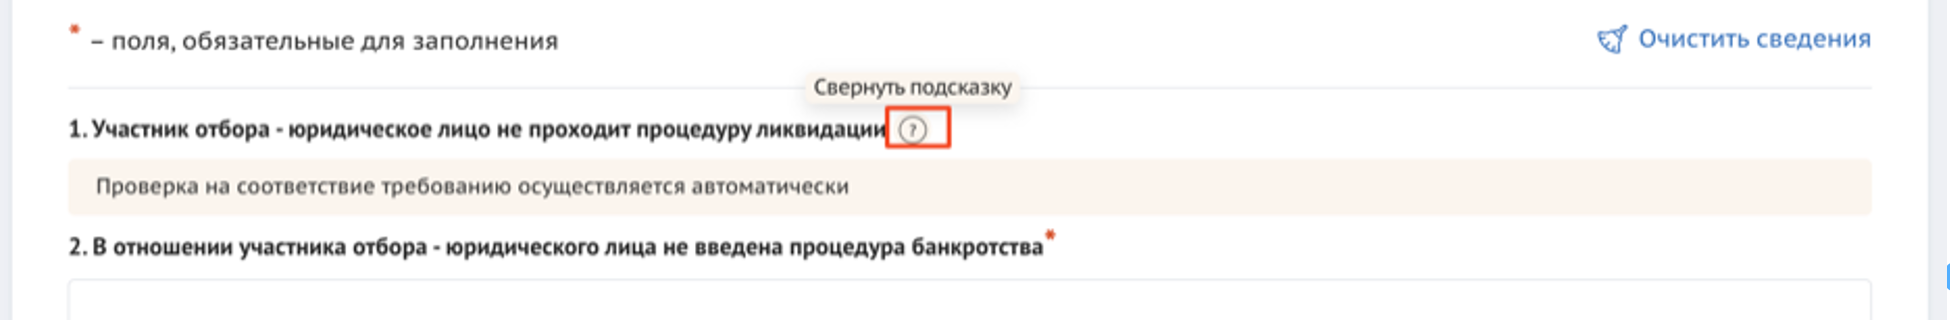 * – поля, обязательные для заполнения
Очистить сведения
Свернуть подсказку
1. Участник отбора - юридическое лицо не проходит процедуру ликвидации ?
Проверка на соответствие требованию осуществляется автоматически
2. В отношении участника отбора - юридического лица не введена процедура банкротства*